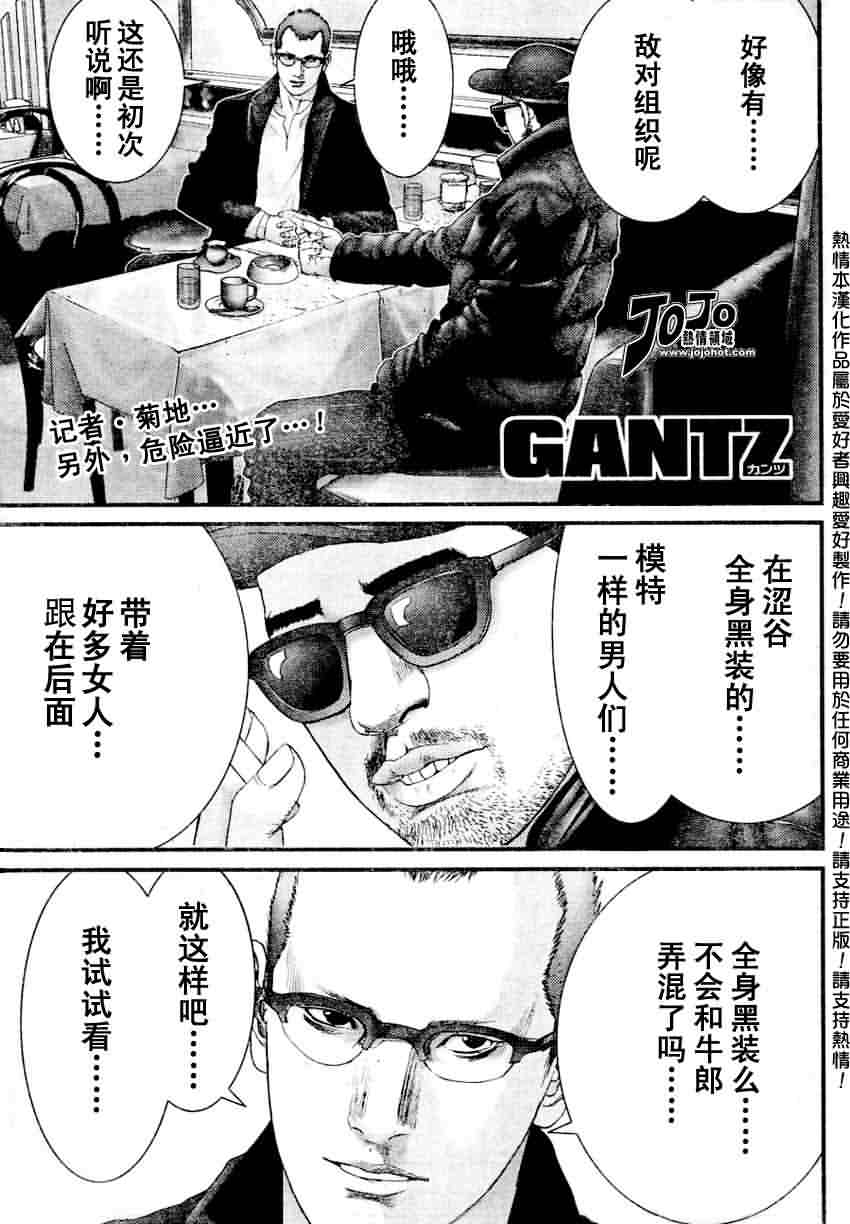 好像有……
敌对组织呢
哦哦……
这还是初次
听说啊……
JOJO
熱情領域
www.jojohot.com
记者·菊地…
另外，危险逼近了…！
GANTZ
ガンツ
在涩谷
全身黑装的……
模特
一样的男人们……
带着
好多女人…
跟在后面
全身黑装么……
不会和牛郎
弄混了吗……
就这样吧……
我试试看……
熱情本漢化作品屬於愛好者興趣愛好製作！請勿要用於任何商業用途！請支持正版！請支持熱情！